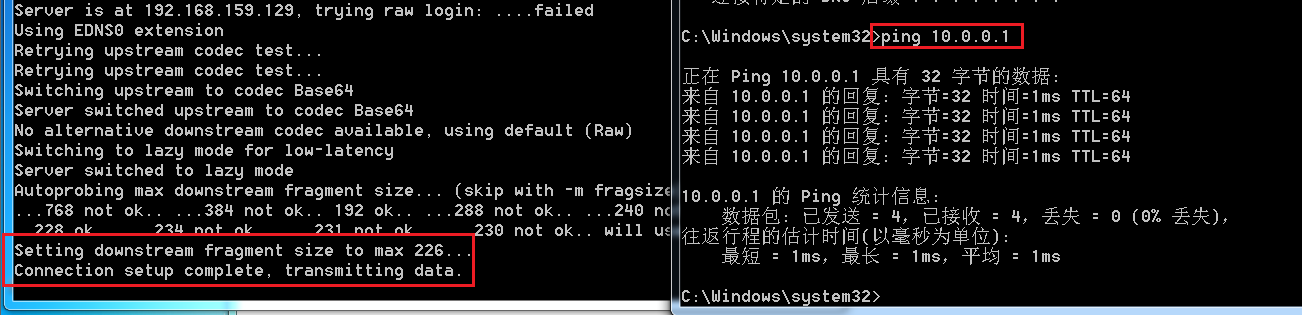 Server is at 192.168.159.129, trying raw login: ....failed
Using EDNS0 extension
Retrying upstream codec test...
Retrying upstream codec test...
Switching upstream to codec Base64
Server switched upstream to codec Base64
No alternative downstream codec available, using default (Raw)
Switching to lazy mode for low-latency
Server switched to lazy mode
Autoprobing max downstream fragment size... (skip with -m fragsize
...768 not ok.. ...384 not ok.. 192 ok.. ...288 not ok.. ...240 no
228 ok.. ...234 not ok.. ...231 not ok.. ...230 not ok.. will us
Setting downstream fragment size to max 226...
Connection setup complete, transmitting data.
C:\Windows\system32>ping 10.0.0.1
正在 Ping 10.0.0.1 具有 32 字节的数据:
来自 10.0.0.1 的回复: 字节=32 时间=1ms TTL=64
来自 10.0.0.1 的回复: 字节=32 时间=1ms TTL=64
来自 10.0.0.1 的回复: 字节=32 时间=1ms TTL=64
来自 10.0.0.1 的回复: 字节=32 时间=1ms TTL=64
10.0.0.1 的 Ping 统计信息:
数据包: 已发送 = 4, 已接收 = 4, 丢失 = 0 (0% 丢失),
往返行程的估计时间(以毫秒为单位):
最短 = 1ms, 最长 = 1ms, 平均 = 1ms
C:\Windows\system32>